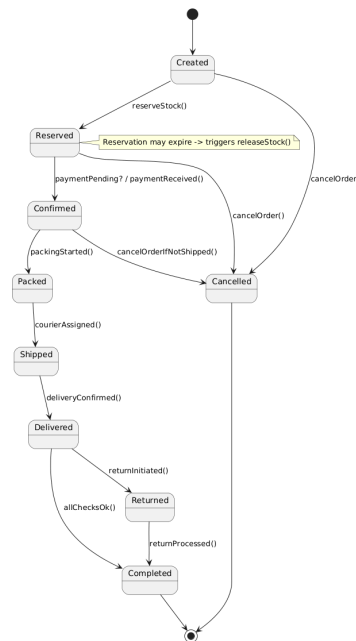 Created
reserveStock()
Reserved
Reservation may expire -> triggers releaseStock()
paymentPending? / paymentReceived()
cancelOrder
Confirmed
cancelOrder()
packingStarted()
cancelOrderIfNotShipped()
Packed
Cancelled
courierAssigned()
Shipped
deliveryConfirmed()
Delivered
returnInitiated()
Returned
allChecksOk()
returnProcessed()
Completed